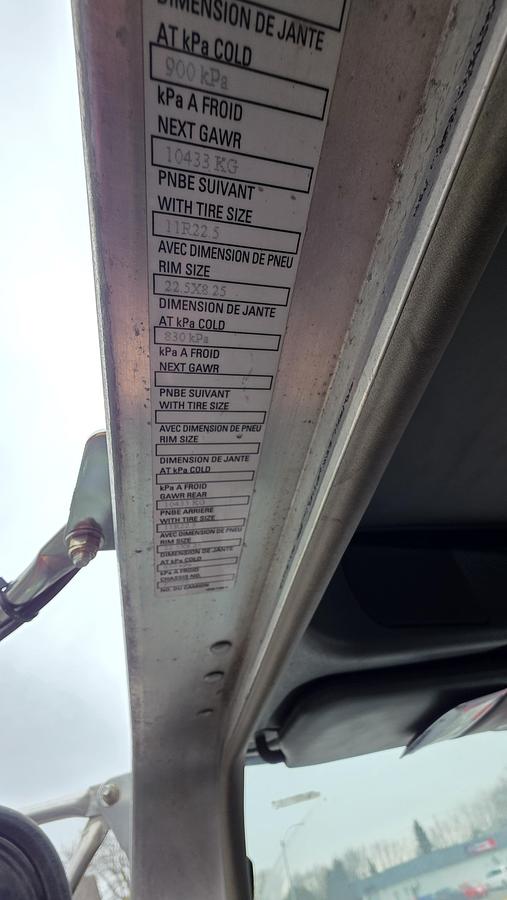 DIMENSION DE JANTE
AT kPa COLD
900 kPa
kPa A FROID
NEXT GAWR
10433 KG
PNBE SUIVANT
WITH TIRE SIZE
11R22.5
AVEC DIMENSION DE PNEU
RIM SIZE
22.5X8.25
DIMENSION DE JANTE
AT kPa COLD
830 kPa
kPa A FROID
NEXT GAWR
PNBE SUIVANT
WITH TIRE SIZE
AVEC DIMENSION DE PNEU
RIM SIZE
DIMENSION DE JANTE
AT kPa COLD
kPa A FROID
GAWR REAR
10433 KG
PNBE ARRIERE
WITH TIRE SIZE
AVEC DIMENSION DE PNEU
RIM SIZE
DIMENSION DE JANTE
AT kPa COLD
kPa A FROID
CHASSIS NO.
NO. DU CAMION